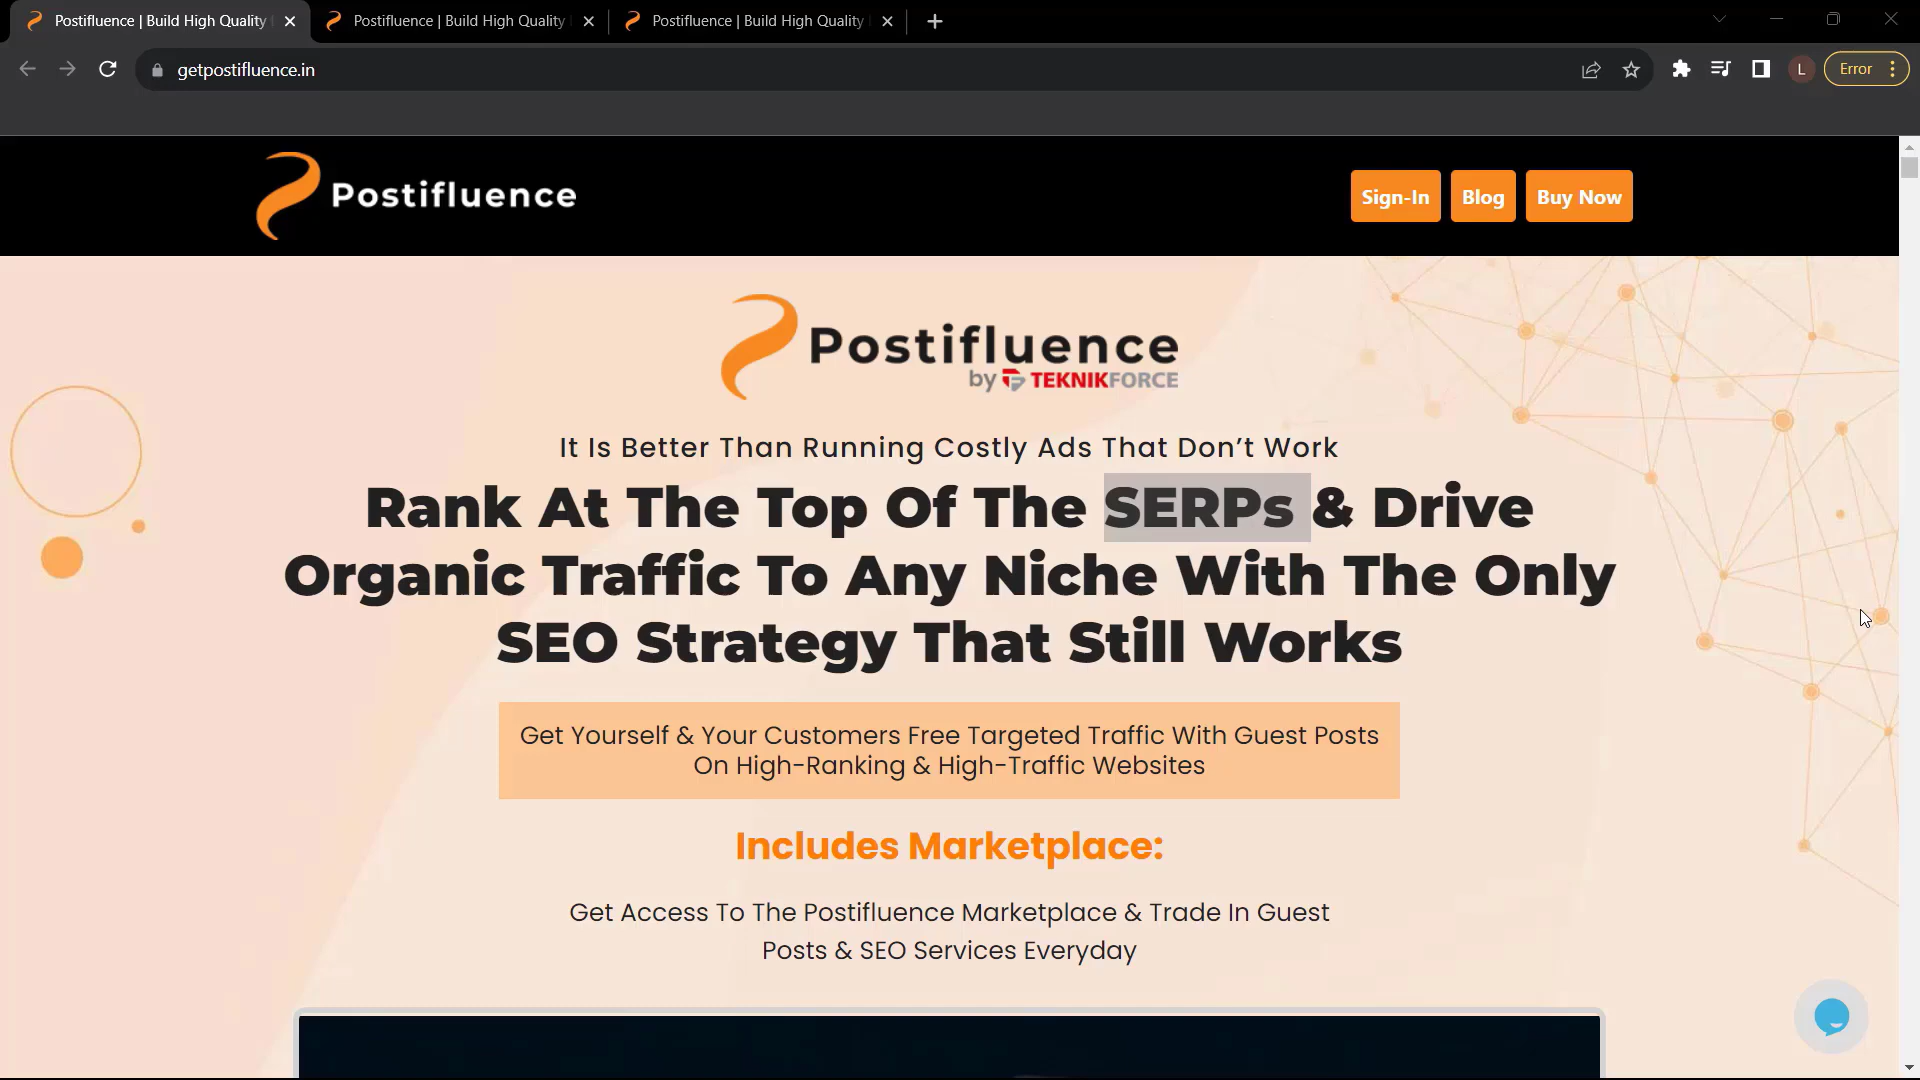 Postifluence | Build High Quality
Postifluence | Build High Quality
Postifluence | Build High Quality
getpostifluence.in
L
Error
Postifluence
Sign-In
Blog
Buy Now
Postifluence
by TEKNIKFORCE
It Is Better Than Running Costly Ads That Don’t Work
Rank At The Top Of The SERPs & Drive
Organic Traffic To Any Niche With The Only
SEO Strategy That Still Works
Get Yourself & Your Customers Free Targeted Traffic With Guest Posts
On High-Ranking & High-Traffic Websites
Includes Marketplace:
Get Access To The Postifluence Marketplace & Trade In Guest
Posts & SEO Services Everyday